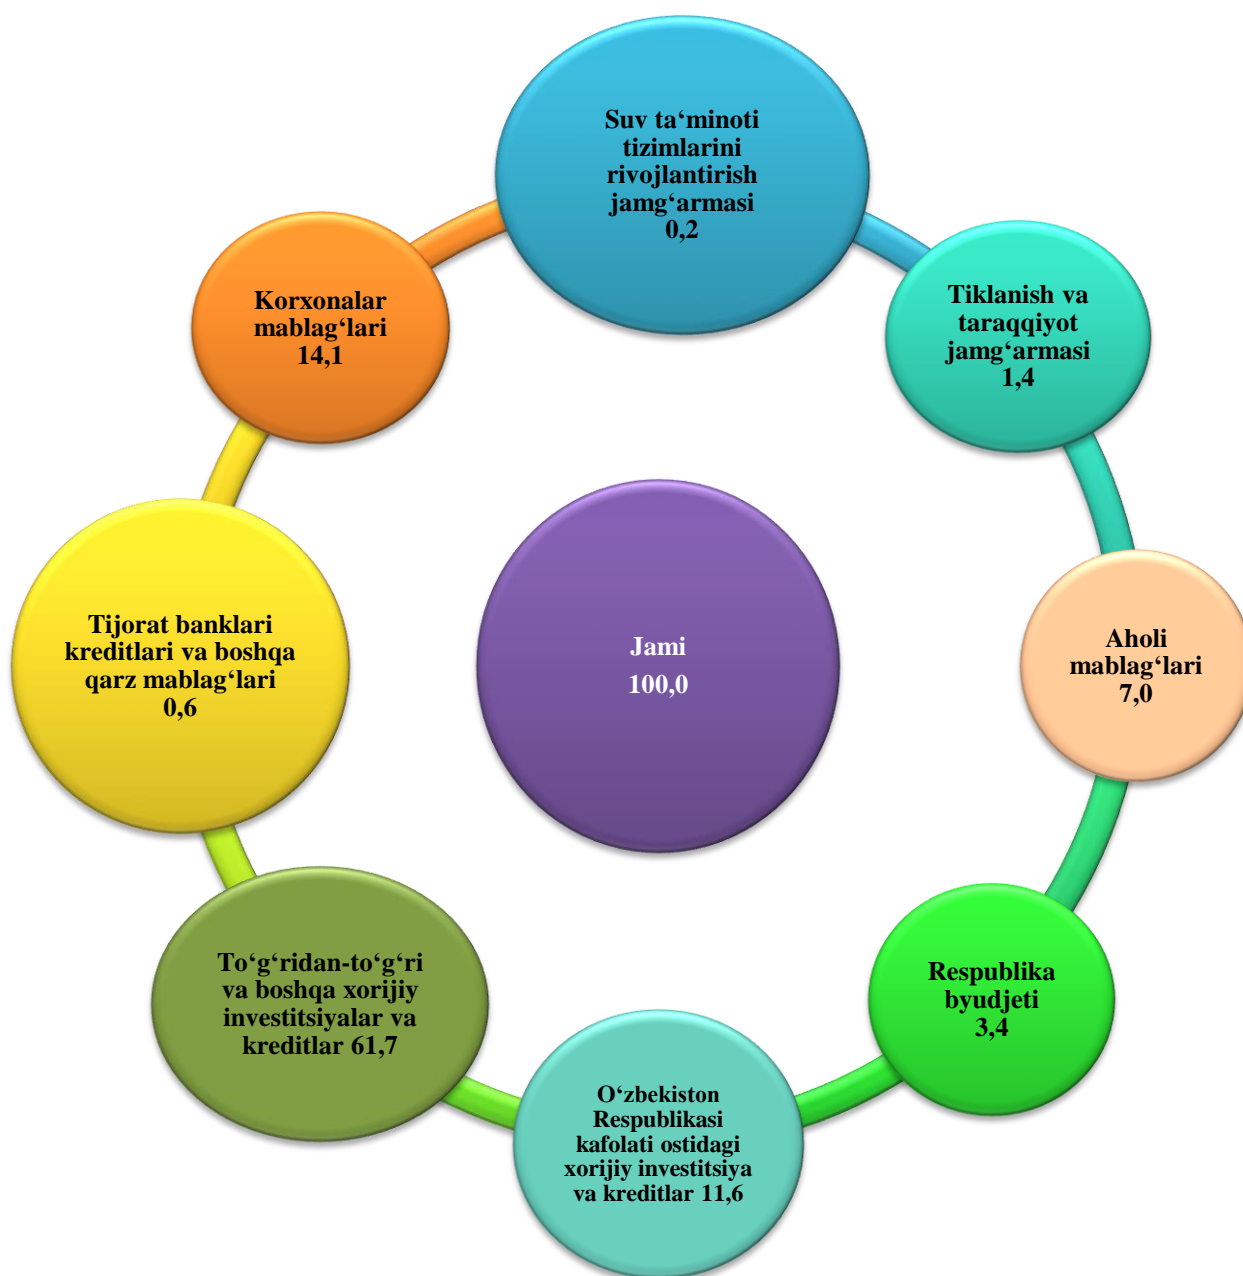 Suv ta‘minoti
tizimlarini
rivojlantirish
jamg‘armasi
0,2
Tiklanish va
taraqqiyot
jamg‘armasi
1,4
Aholi
mablag‘lari
7,0
Respublika
byudjeti
3,4
O‘zbekiston
Respublikasi
kafolati ostidagi
xorijiy investitsiya
va kreditlar 11,6
To‘g‘ridan-to‘g‘ri
va boshqa xorijiy
investitsiyalar va
kreditlar 61,7
Tijorat banklari
kreditlari va boshqa
qarz mablag‘lari
0,6
Korxonalar
mablag‘lari
14,1
Jami
100,0